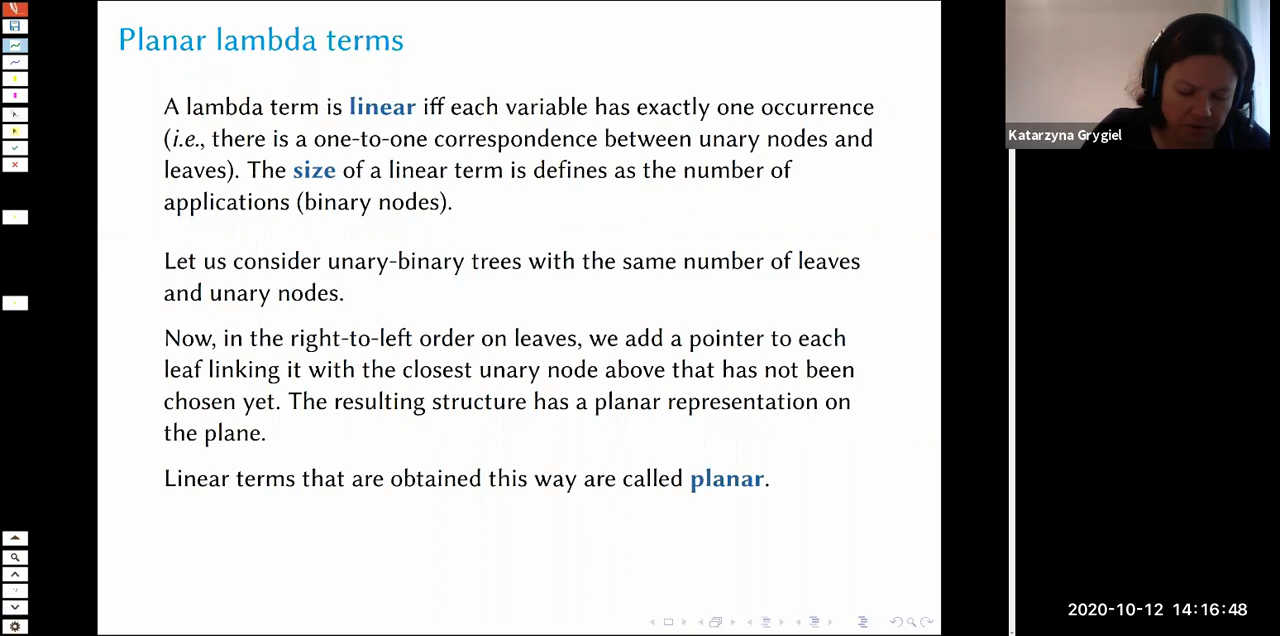 Planar lambda terms
A lambda term is linear iff each variable has exactly one occurrence
(i.e., there is a one-to-one correspondence between unary nodes and
leaves). The size of a linear term is defines as the number of
applications (binary nodes).
Let us consider unary-binary trees with the same number of leaves
and unary nodes.
Now, in the right-to-left order on leaves, we add a pointer to each
leaf linking it with the closest unary node above that has not been
chosen yet. The resulting structure has a planar representation on
the plane.
Linear terms that are obtained this way are called planar.
Katarzyna Grygiel
2020-10-12 14:16:48